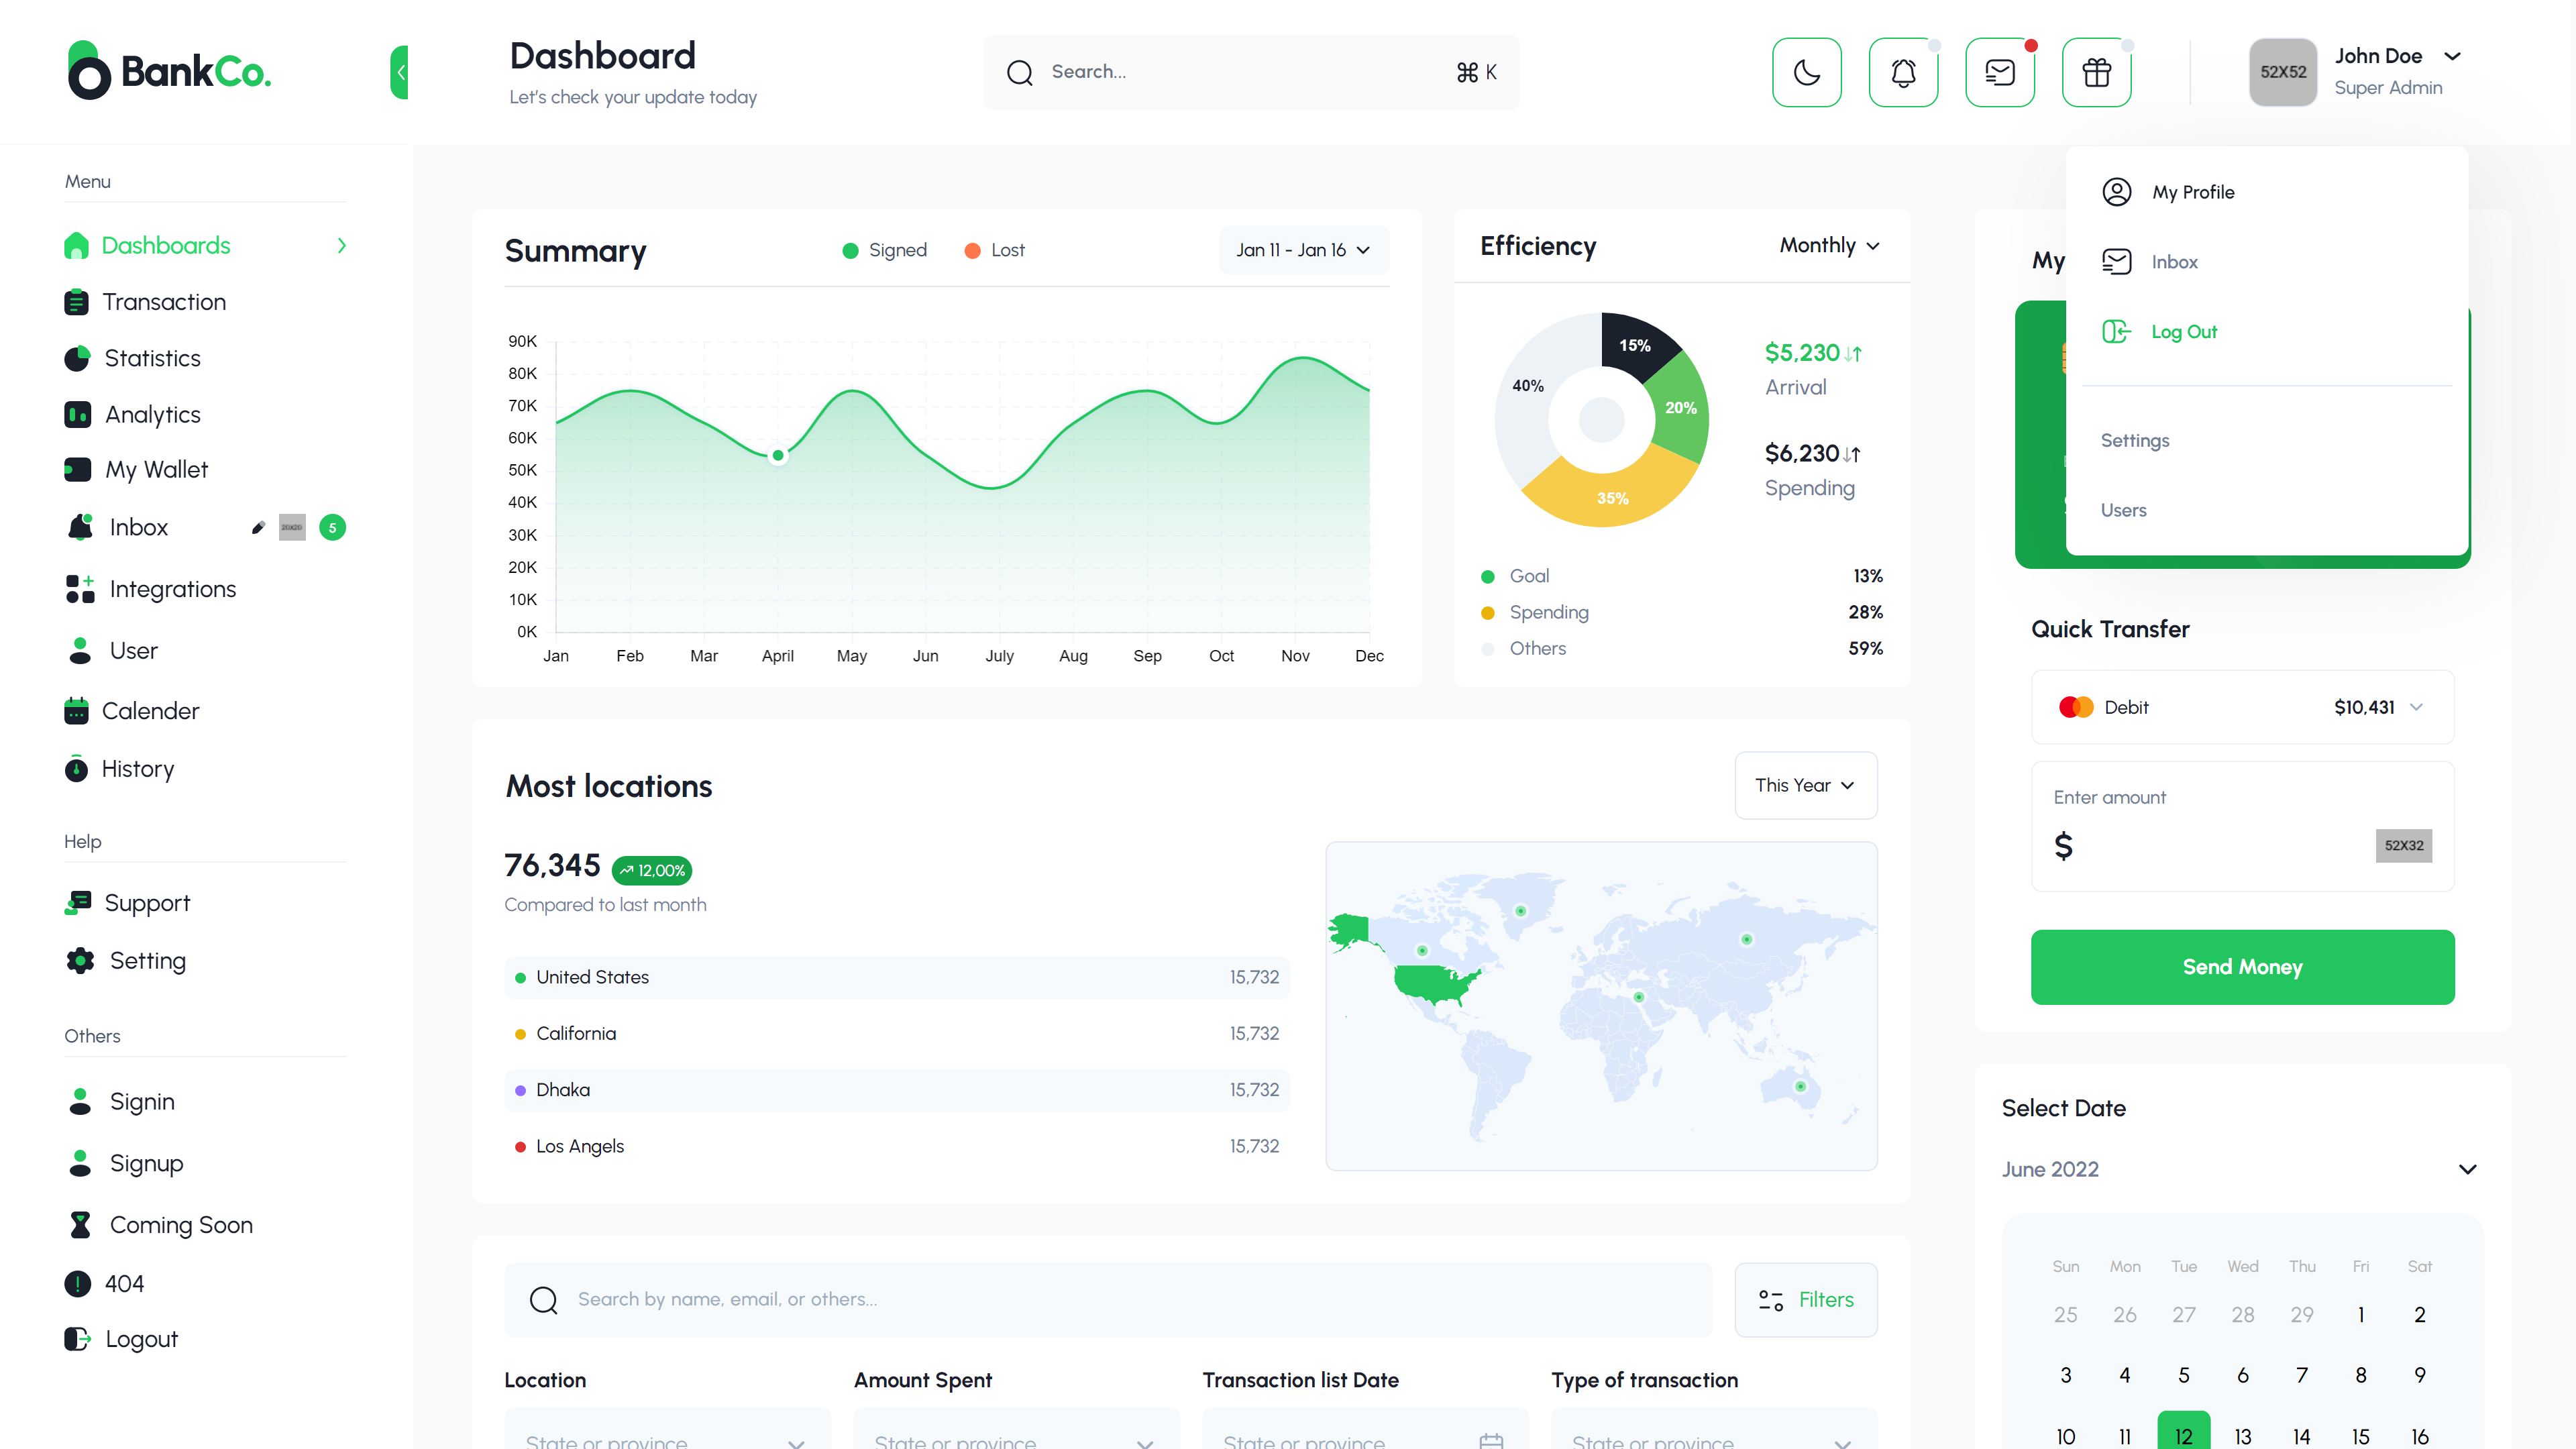 BankCo.
Dashboard
Let's check your update today
Search...
⌘ K
52X52
John Doe
Super Admin
Menu
Dashboards
Transaction
Statistics
Analytics
My Wallet
Inbox
20X20
5
Integrations
User
Calender
History
Help
Support
Setting
Others
Signin
Signup
Coming Soon
404
Logout
Summary
Signed
Lost
Jan 11 - Jan 16
90K
80K
70K
60K
50K
40K
30K
20K
10K
0K
Jan Feb Mar April May Jun July Aug Sep Oct Nov Dec
Efficiency
Monthly
15%
20%
35%
40%
$5,230
Arrival
$6,230
Spending
Goal 13%
Spending 28%
Others 59%
Most locations
This Year
76,345
12,00%
Compared to last month
United States 15,732
California 15,732
Dhaka 15,732
Los Angels 15,732
Search by name, email, or others...
Filters
Location
Amount Spent
Transaction list Date
Type of transaction
State or province
State or province
State or province
State or province
My
My Profile
Inbox
Log Out
Settings
Users
Quick Transfer
Debit
$10,431
Enter amount
$
52X32
Send Money
Select Date
June 2022
Sun Mon Tue Wed Thu Fri Sat
25 26 27 28 29 1 2
3 4 5 6 7 8 9
10 11 12 13 14 15 16